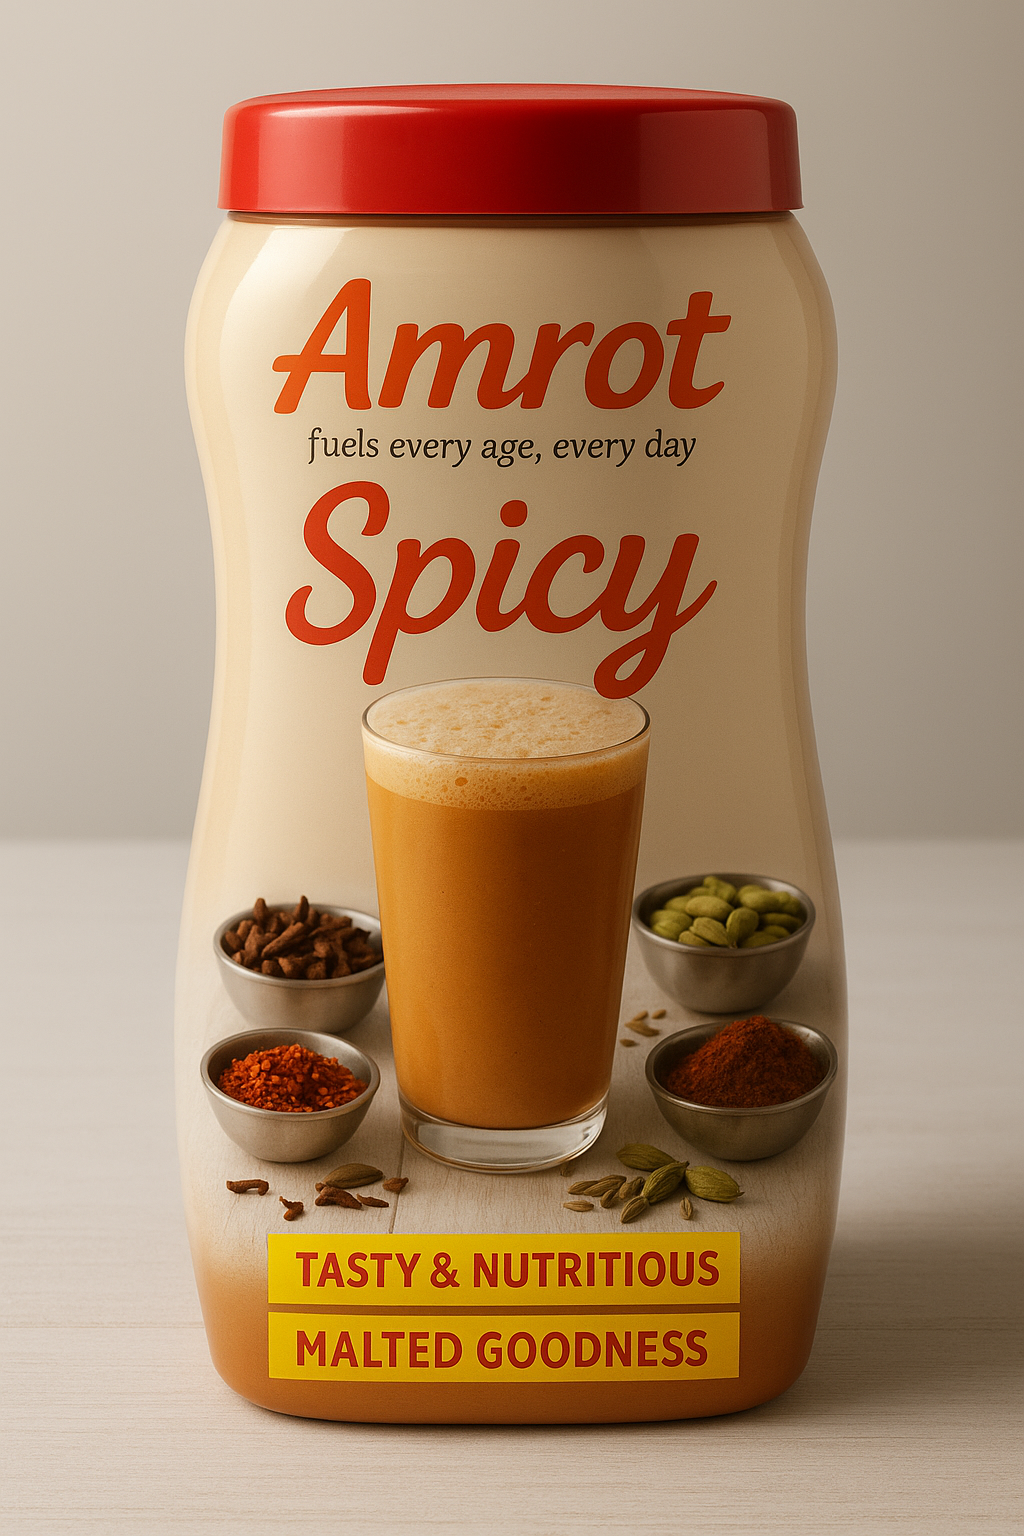 Amrot
fuels every age, every day
Spicy
TASTY & NUTRITIOUS
MALTED GOODNESS